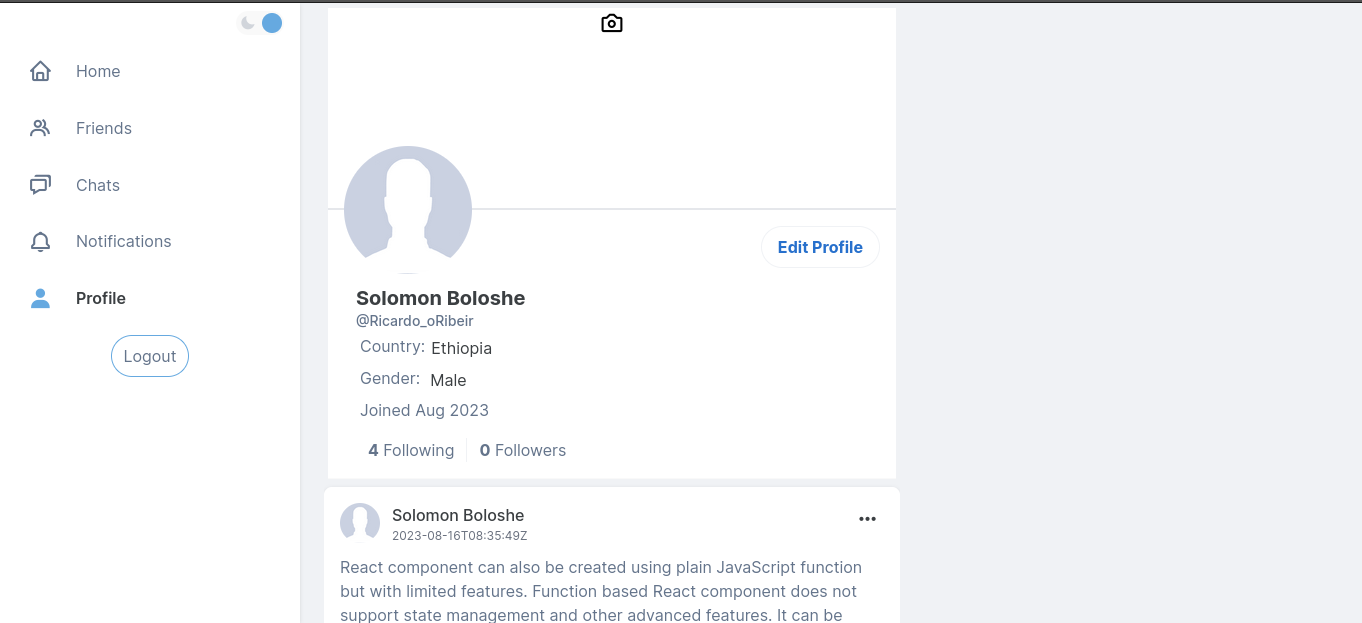 Home
Friends
Chats
Notifications
Profile
Logout
Edit Profile
Solomon Boloshe
@Ricardo_oRibeir
Country: Ethiopia
Gender: Male
Joined Aug 2023
4 Following 0 Followers
Solomon Boloshe
2023-08-16T08:35:49Z
React component can also be created using plain JavaScript function
but with limited features. Function based React component does not
support state management and other advanced features. It can be